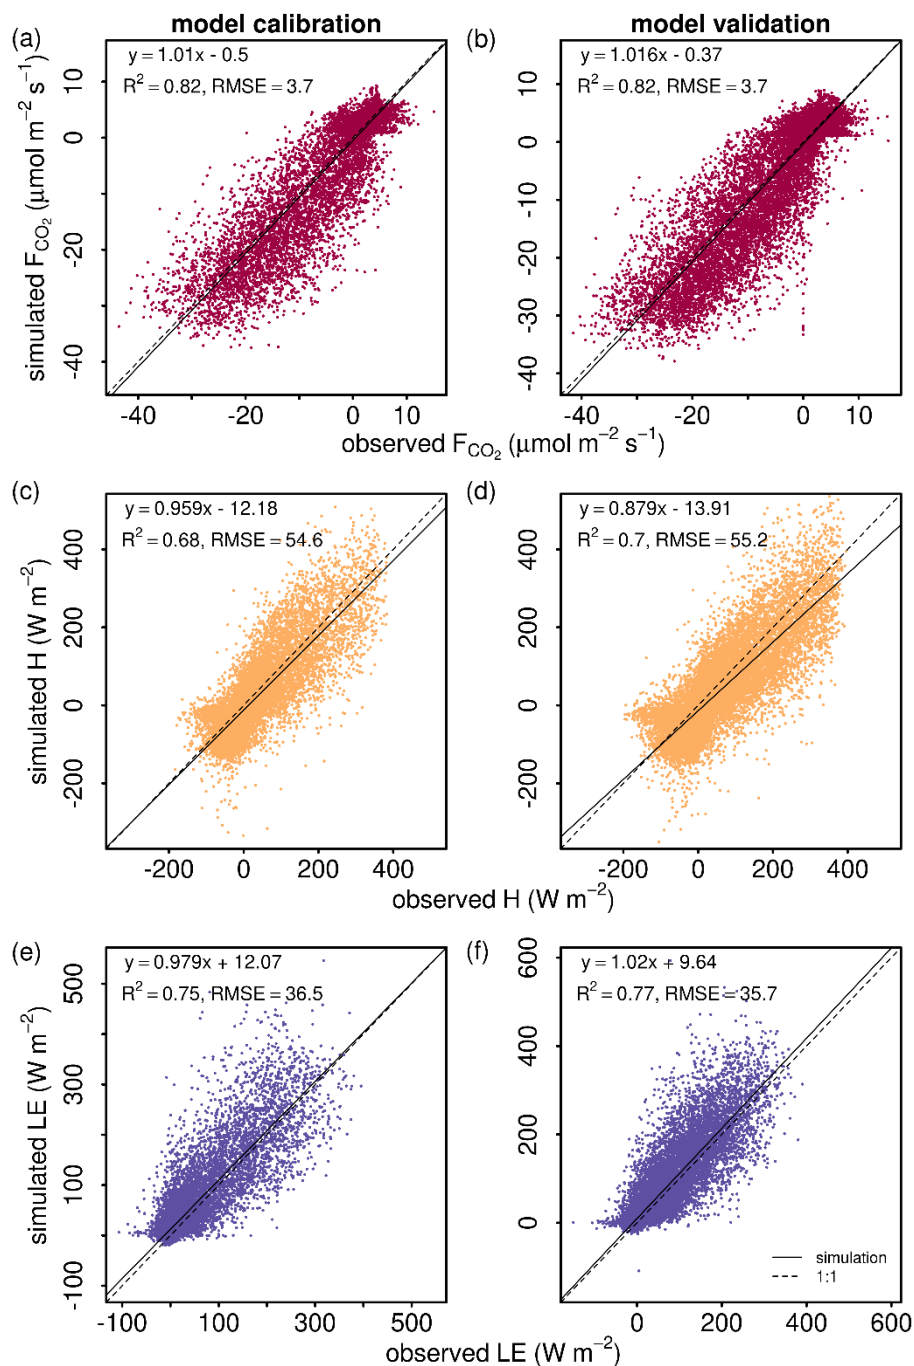 model calibration
model validation
(a)
y = 1.01x - 0.5
R² = 0.82, RMSE = 3.7
10
0
-20
-40
simulated F_CO₂ (μmol m⁻² s⁻¹)
-40
-20
0
10
(b)
y = 1.016x - 0.37
R² = 0.82, RMSE = 3.7
10
0
-10
-20
-30
-40
-40
-20
0
10
observed F_CO₂ (μmol m⁻² s⁻¹)
(c)
y = 0.959x - 12.18
R² = 0.68, RMSE = 54.6
400
200
0
-200
simulated H (W m⁻²)
-200
0
200
400
(d)
y = 0.879x - 13.91
R² = 0.7, RMSE = 55.2
400
200
0
-200
-200
0
200
400
observed H (W m⁻²)
(e)
y = 0.979x + 12.07
R² = 0.75, RMSE = 36.5
500
300
100
-100
simulated LE (W m⁻²)
-100
100
300
500
(f)
y = 1.02x + 9.64
R² = 0.77, RMSE = 35.7
600
400
200
0
simulation
1:1
0
200
400
600
observed LE (W m⁻²)